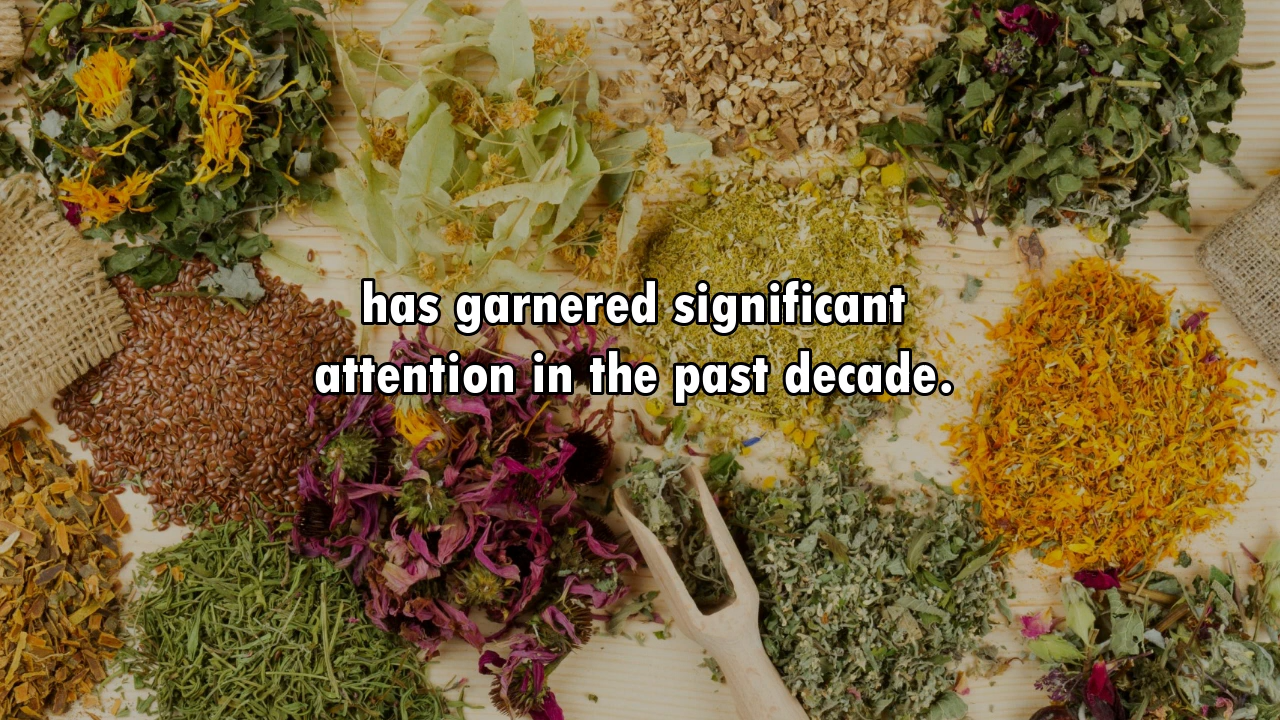 has garnered significant
attention in the past decade.